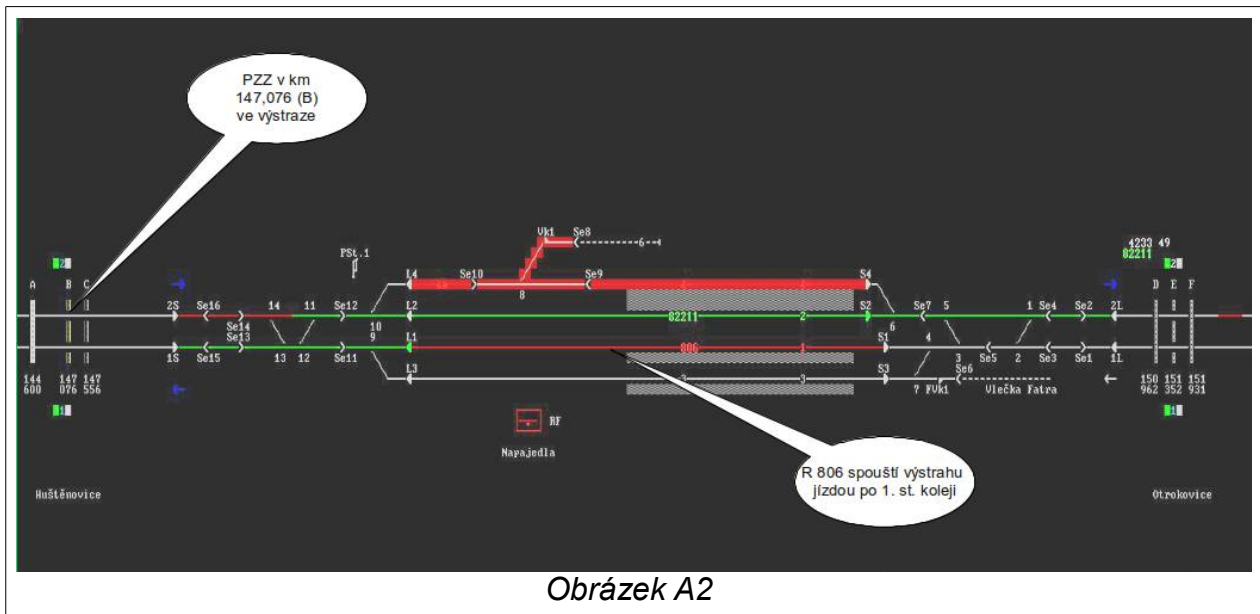 PZZ v km
147,076 (B)
ve výstraze
Vk1 Se8
6
PSt.1
4233 49
82211
2
2
A B C
L4 Se10 Se9 S4
D E F
8
2S Se16 14 11 Se12 L2 S2 Se7 5 1 Se4 Se2 2L
82211 2
Se14
Se13
10
9
6
L1 806 1 S1 4
1S Se15 13 12 Se11 3 Se5 2 Se3 Se1 1L
L3 3 3 S3 Se6
144 147 147
600 076 556
7 FVk1 Vlečka Fatra
150 151 151
962 352 931
1
1
RF
Napajedla
R 806 spouští výstrahu
jízdou po 1. st. koleji
Huštěnovice
Otrokovice
Obrázek A2